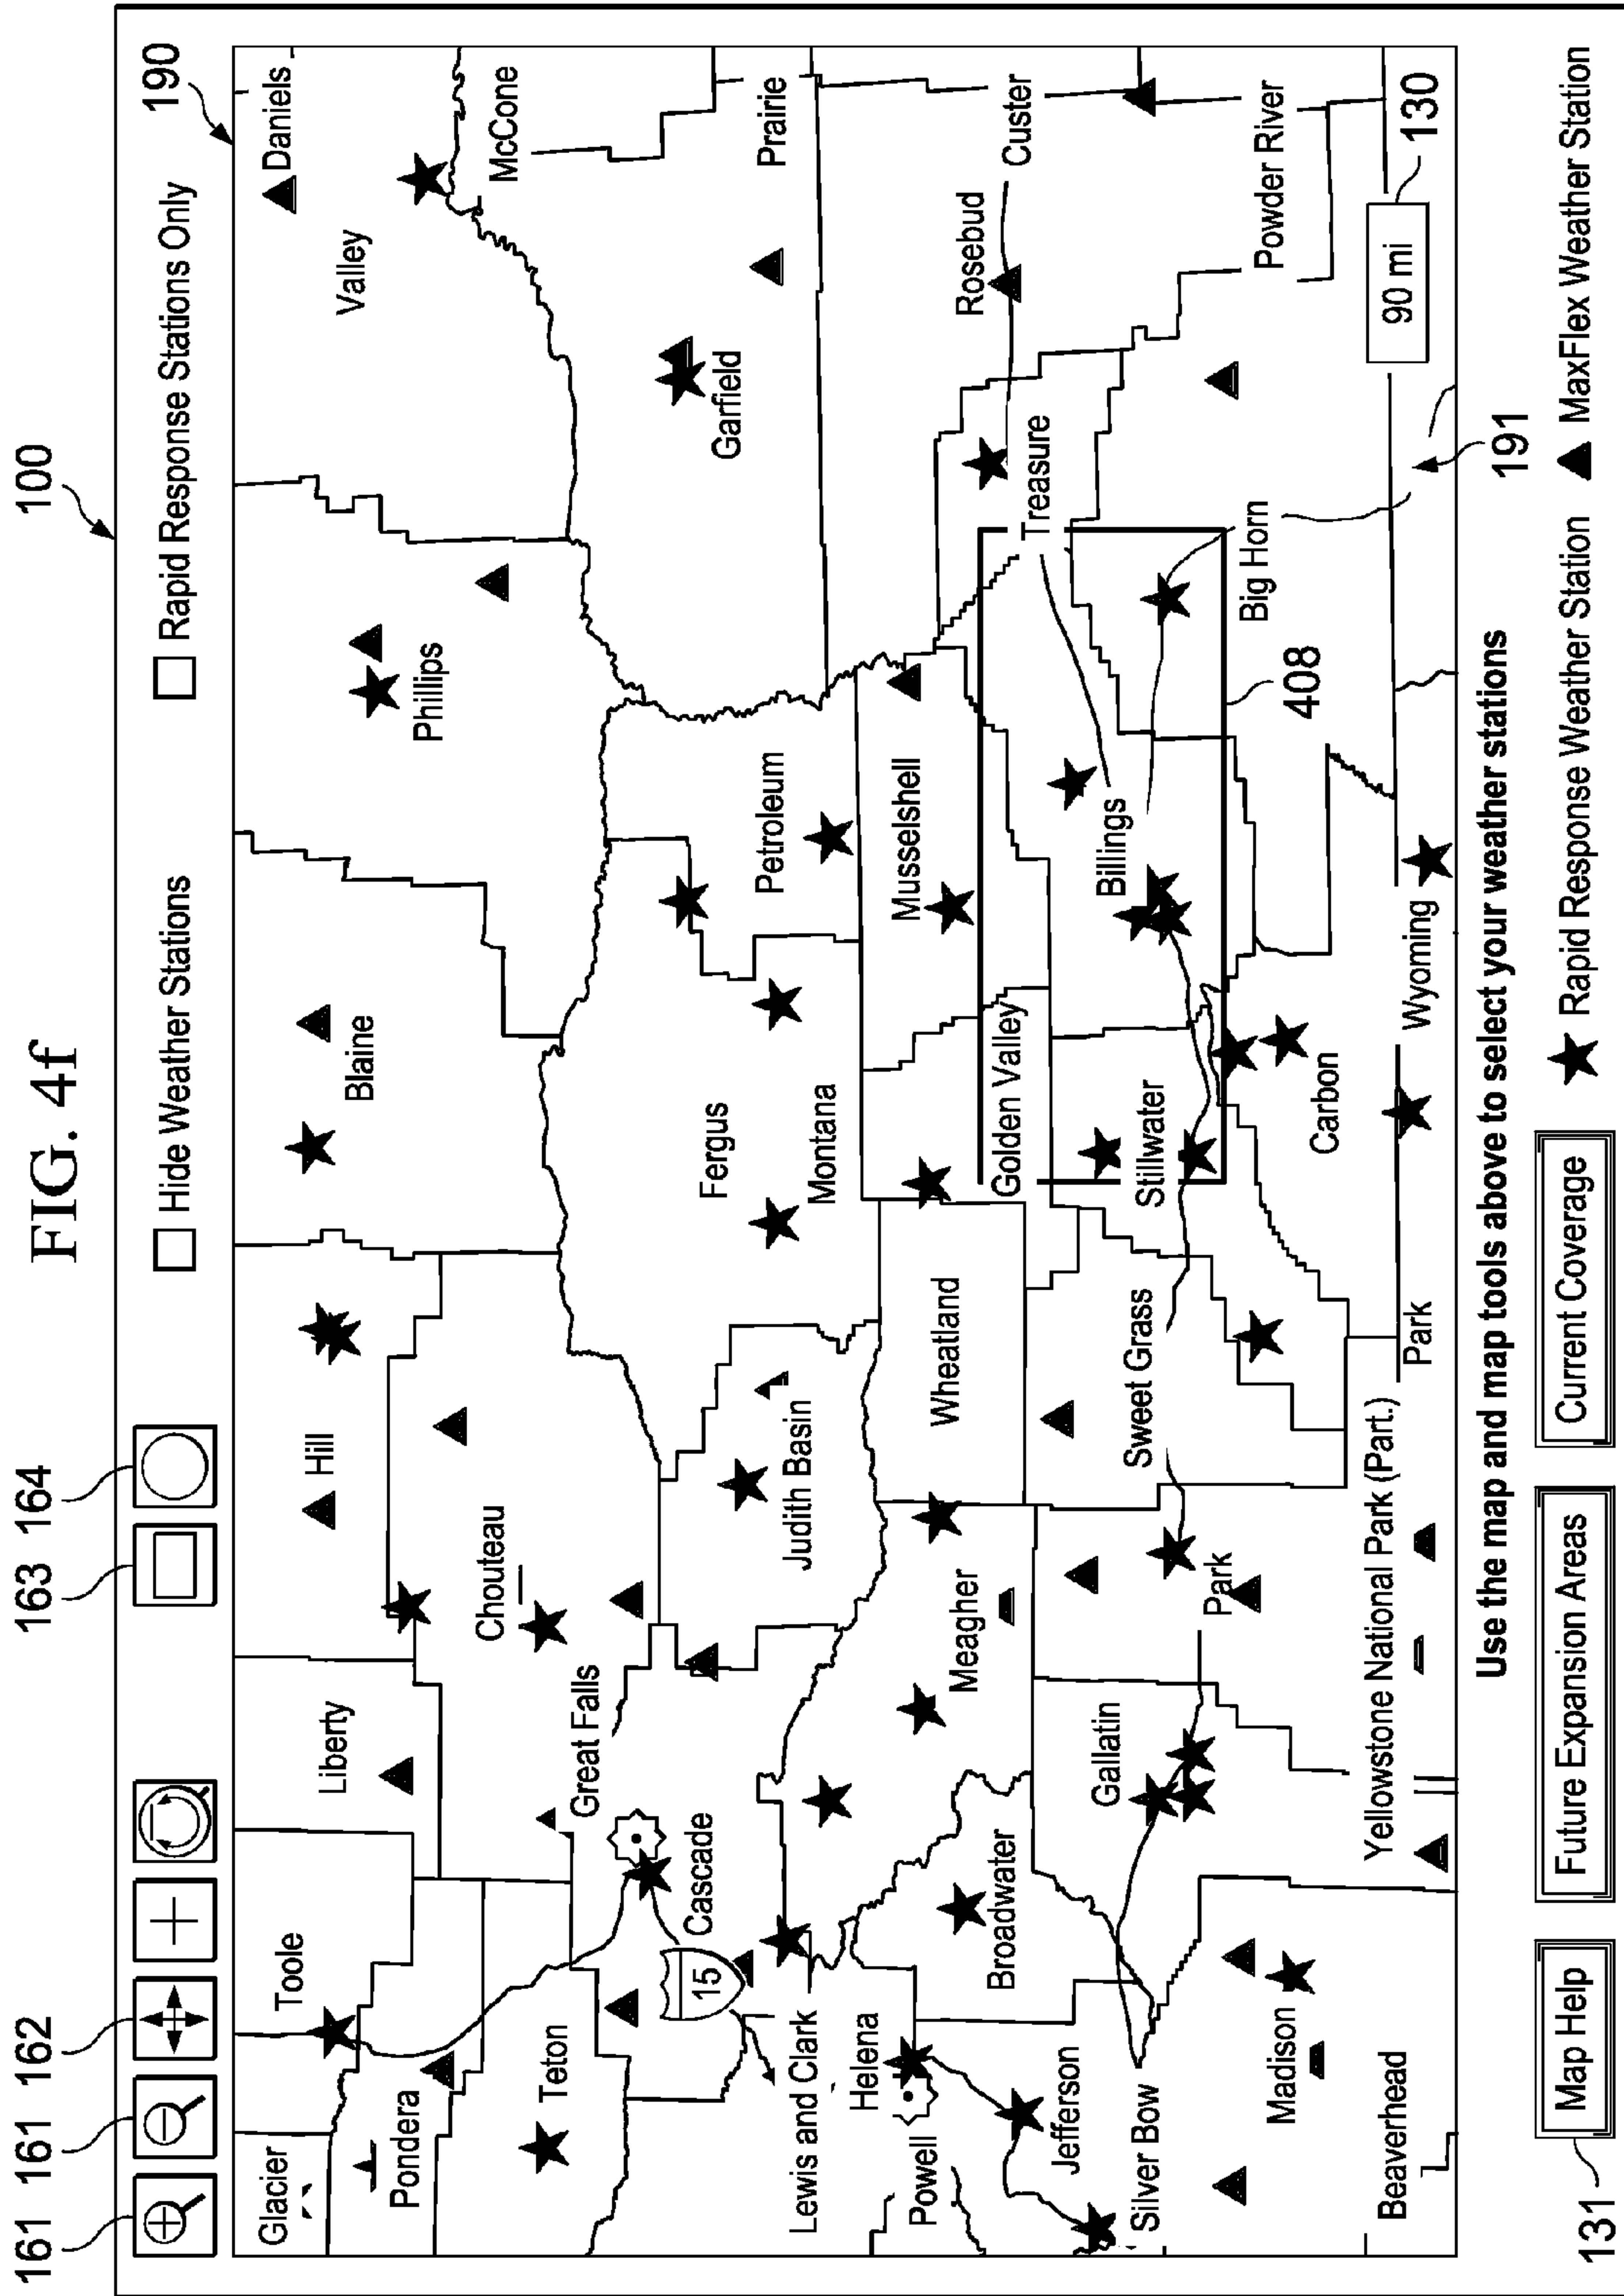 FIG. 4f
100
161
161
162
163
164
190
Hide Weather Stations
Rapid Response Stations Only
Glacier
Toole
Liberty
Hill
Blaine
Phillips
Valley
Daniels
Pondera
Chouteau
McCone
Teton
Great Falls
Cascade
15
Fergus
Petroleum
Garfield
Prairie
Lewis and Clark
Judith Basin
Montana
Helena
Powell
Meagher
Wheatland
Musselshell
Rosebud
Custer
Broadwater
Golden Valley
Treasure
Jefferson
Gallatin
Sweet Grass
Stillwater
Billings
Silver Bow
Park
Big Horn
Powder River
Madison
Carbon
408
Beaverhead
Yellowstone National Park (Part.)
Park
Wyoming
90 mi
130
191
Use the map and map tools above to select your weather stations
131
Map Help
Future Expansion Areas
Current Coverage
Rapid Response Weather Station
MaxFlex Weather Station